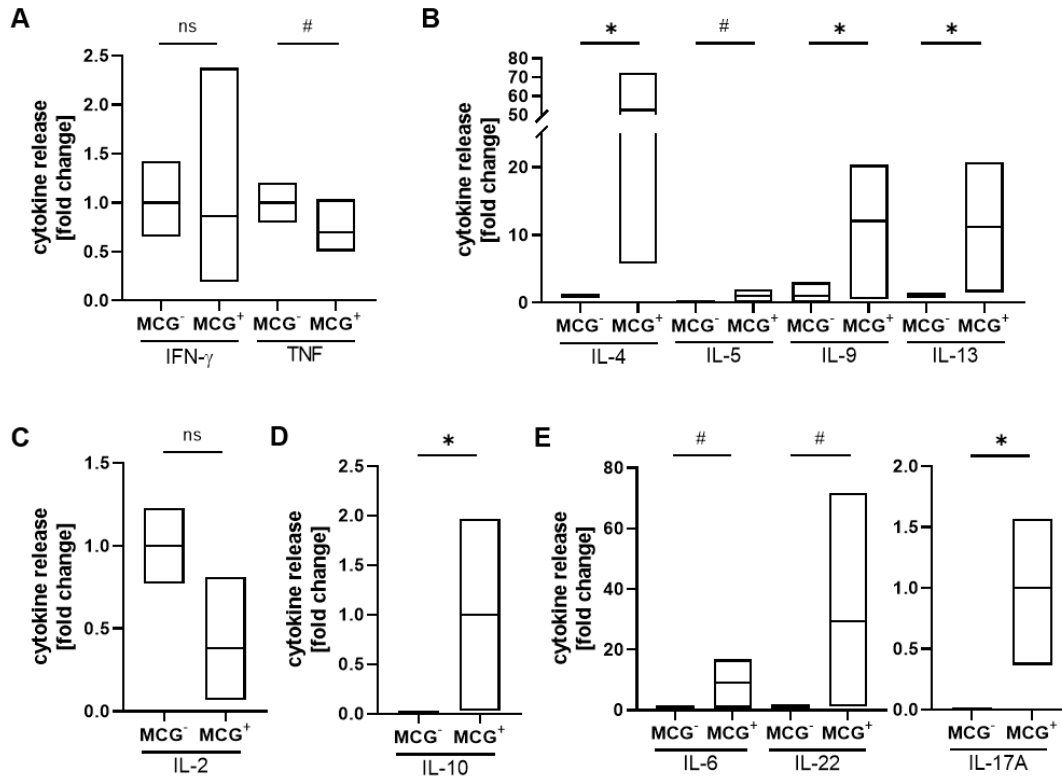 A
ns
#
cytokine release
[fold change]
2.5
2.0
1.5
1.0
0.5
0.0
MCG⁻ MCG⁺ MCG⁻ MCG⁺
IFN-γ TNF
B
* # * *
cytokine release
[fold change]
80
70
60
50
20
10
0
MCG⁻ MCG⁺ MCG⁻ MCG⁺ MCG⁻ MCG⁺ MCG⁻ MCG⁺
IL-4 IL-5 IL-9 IL-13
C
ns
cytokine release
[fold change]
1.5
1.0
0.5
0.0
MCG⁻ MCG⁺
IL-2
D
*
2.5
2.0
1.5
1.0
0.5
0.0
MCG⁻ MCG⁺
IL-10
E
# #
cytokine release
[fold change]
80
60
40
20
0
MCG⁻ MCG⁺ MCG⁻ MCG⁺
IL-6 IL-22
*
2.0
1.5
1.0
0.5
0.0
MCG⁻ MCG⁺
IL-17A